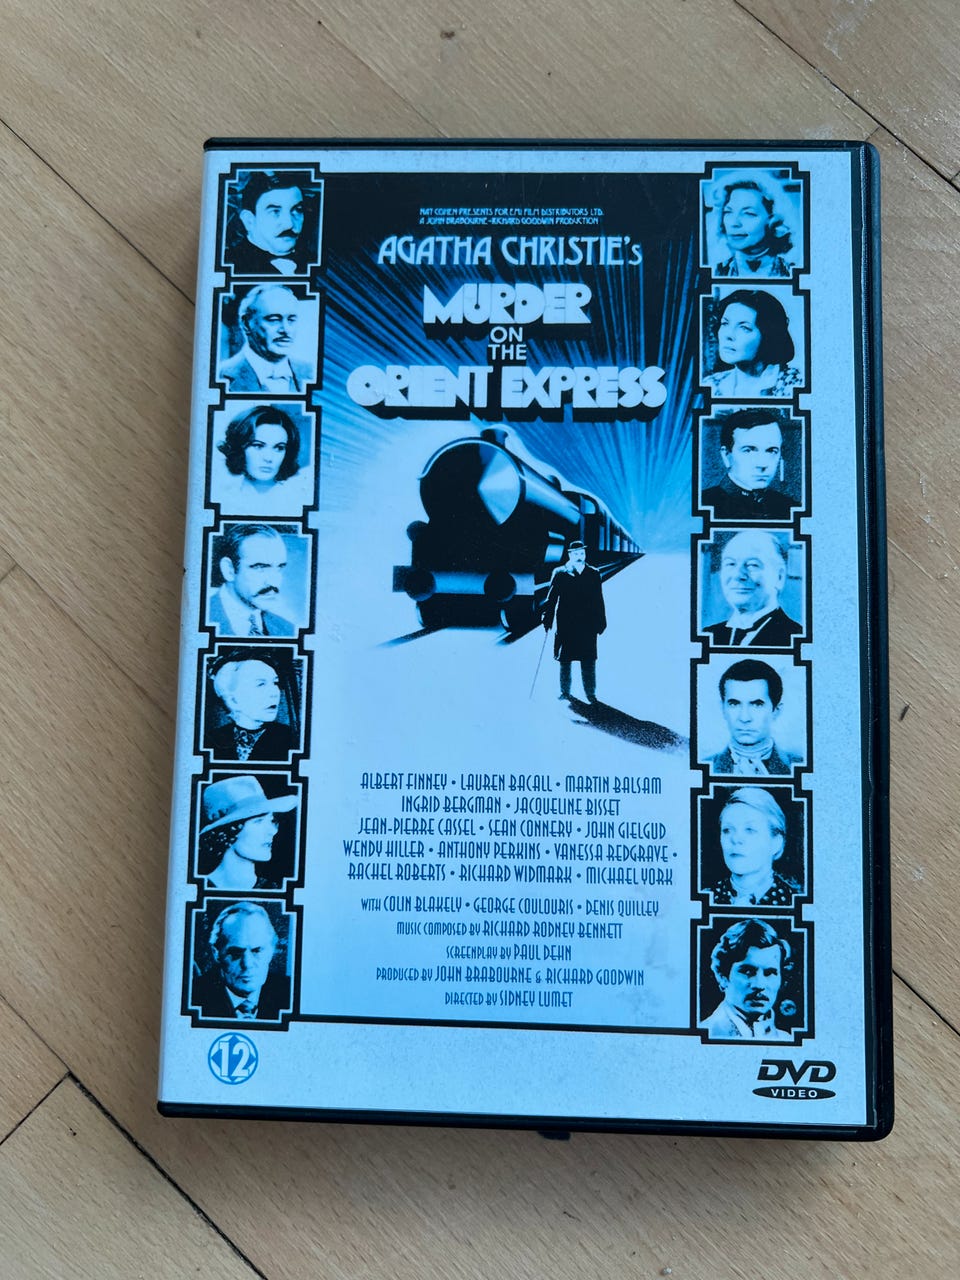 NAT COHEN PRESENTS FOR EMI FILM DISTRIBUTORS LTD.
A JOHN BRABOURNE-RICHARD GOODWIN PRODUCTION
AGATHA CHRISTIE'S
MURDER
ON
THE
ORIENT EXPRESS
ALBERT FINNEY • LAUREN BACALL • MARTIN BALSAM
INGRID BERGMAN • JACQUELINE BISSET
JEAN-PIERRE CASSEL • SEAN CONNERY • JOHN GIELGUD
WENDY HILLER • ANTHONY PERKINS • VANESSA REDGRAVE •
RACHEL ROBERTS • RICHARD WIDMARK • MICHAEL YORK
WITH COLIN BLAKELY • GEORGE COULOURIS • DENIS QUILLEY
MUSIC COMPOSED BY RICHARD RODNEY BENNETT
SCREENPLAY BY PAUL DEHN
PRODUCED BY JOHN BRABOURNE & RICHARD GOODWIN
DIRECTED BY SIDNEY LUMET
12
DVD
VIDEO